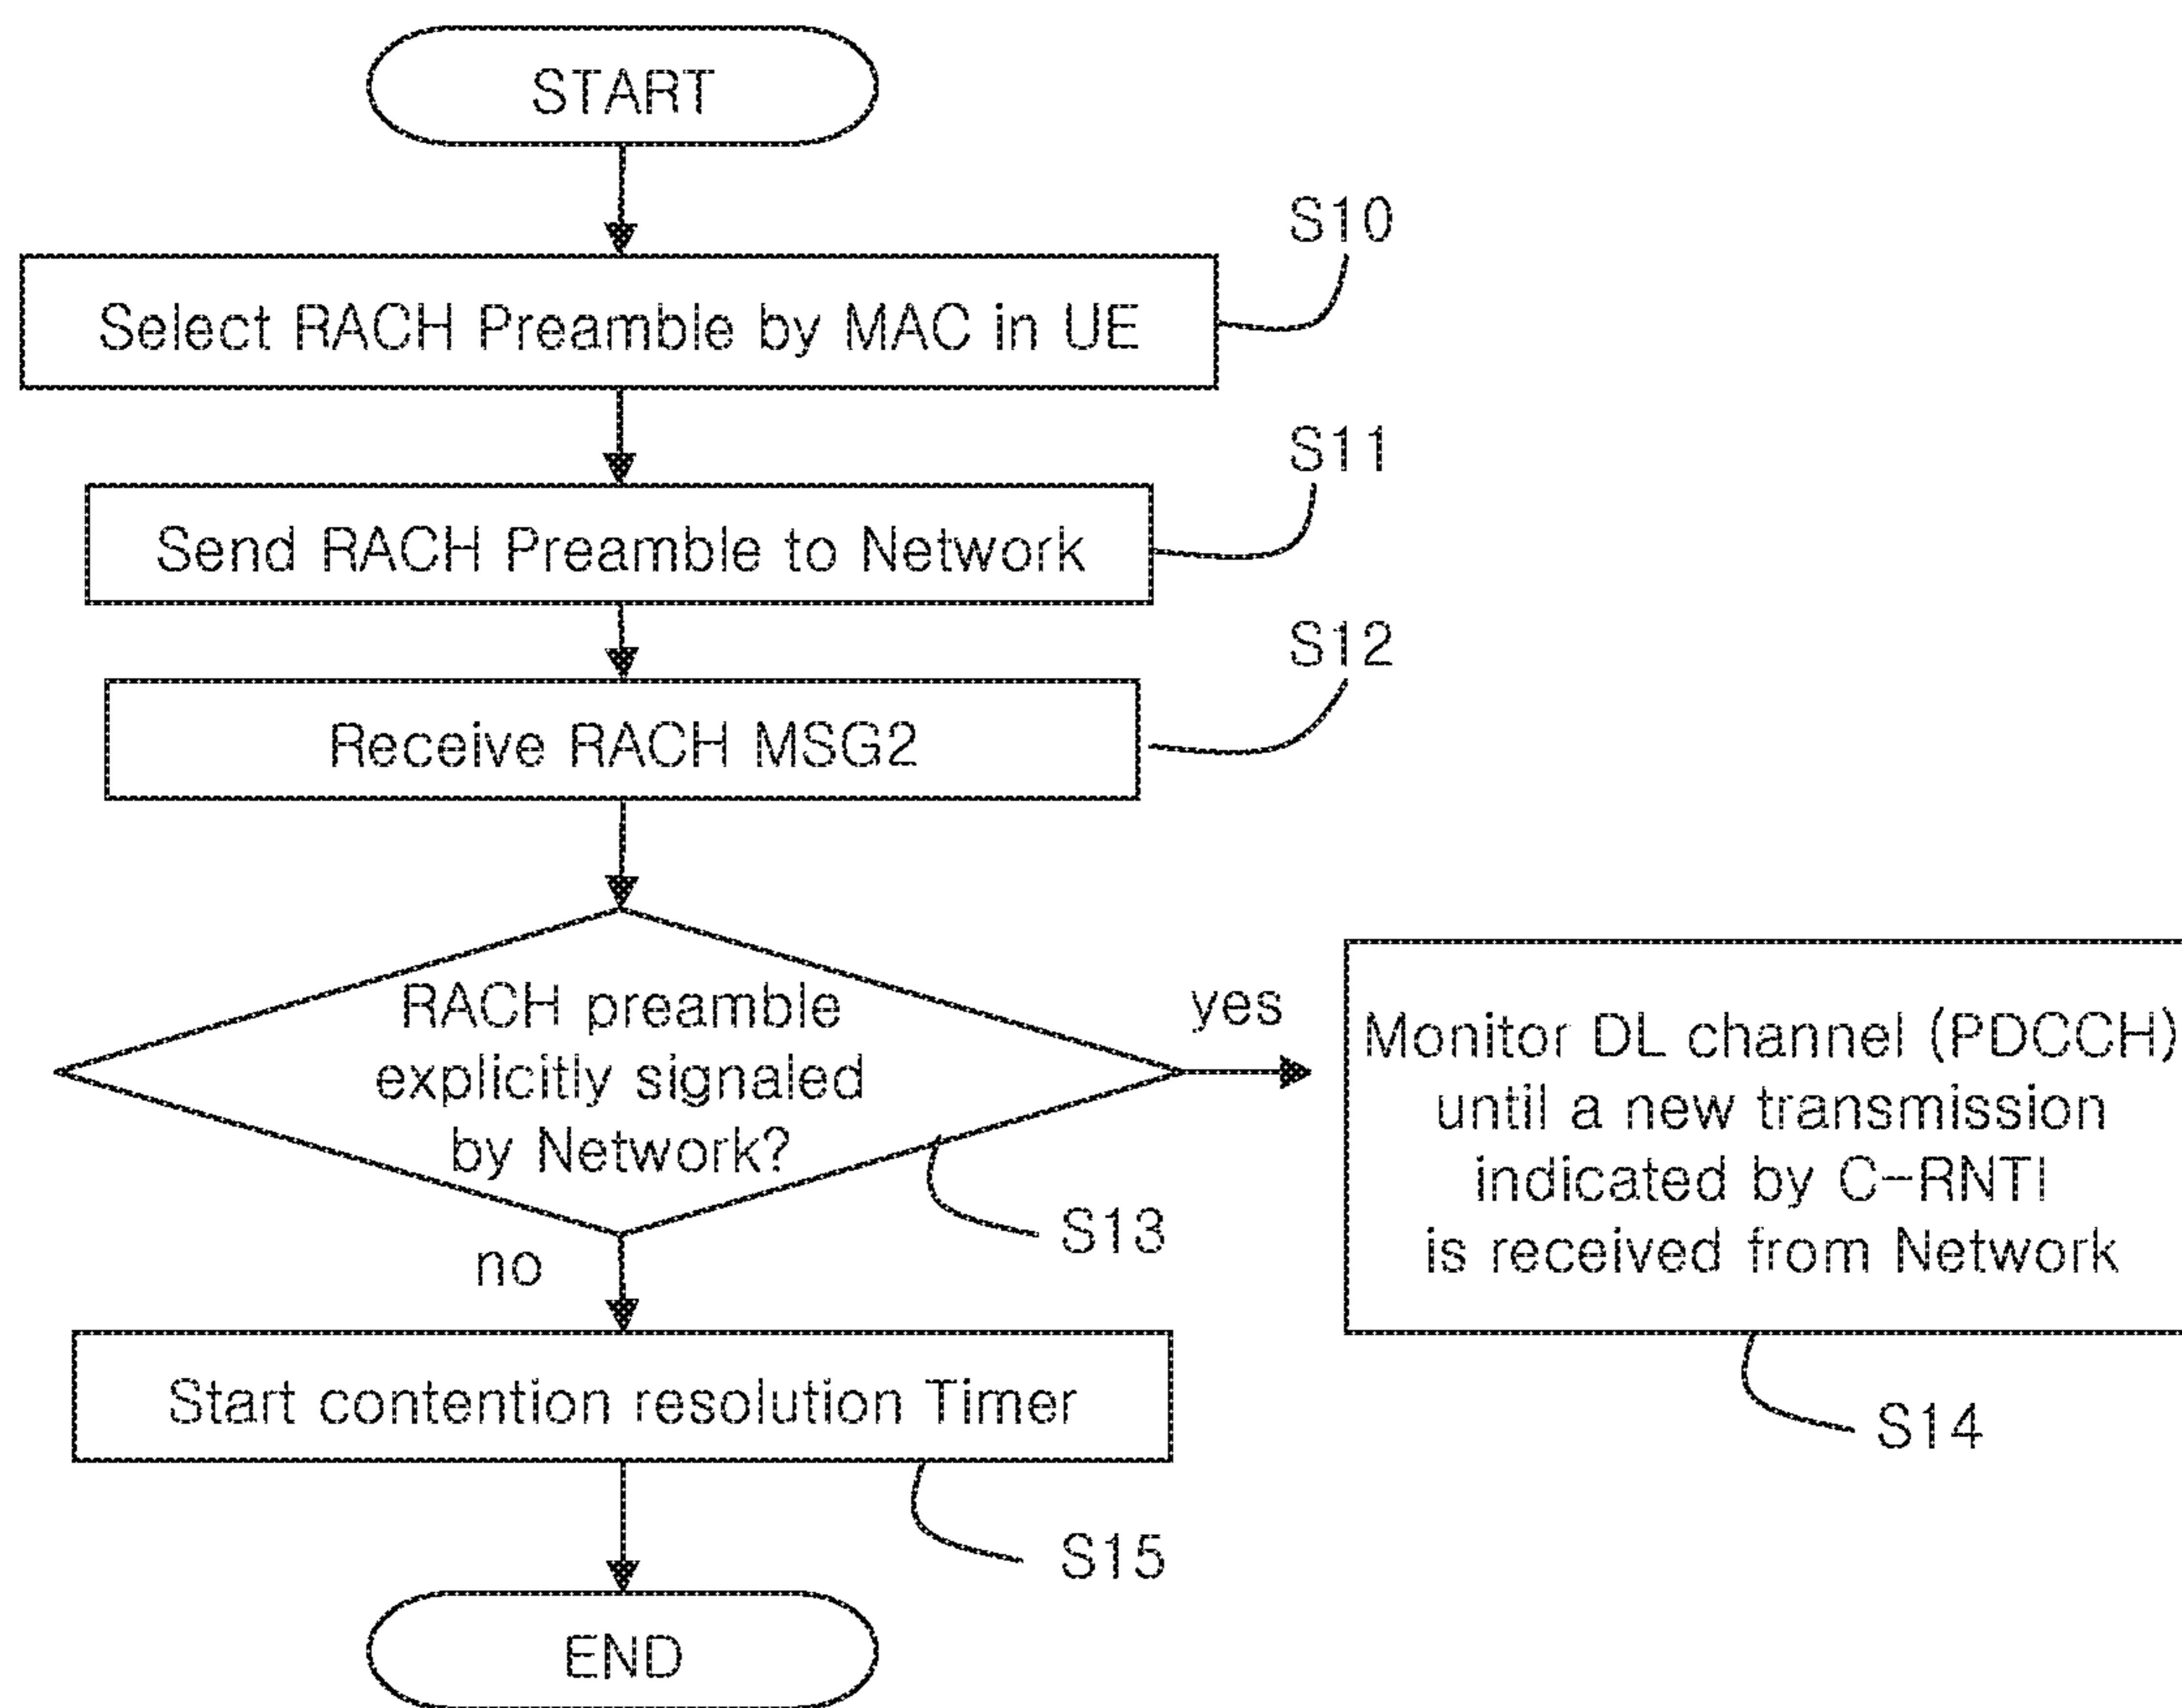 START
S10
Select RACH Preamble by MAC in UE
S11
Send RACH Preamble to Network
S12
Receive RACH MSG2
RACH preamble
explicitly signaled
by Network?
yes
Monitor DL channel (PDCCH)
until a new transmission
indicated by C-RNTI
is received from Network
S13
no
S14
Start contention resolution Timer
S15
END